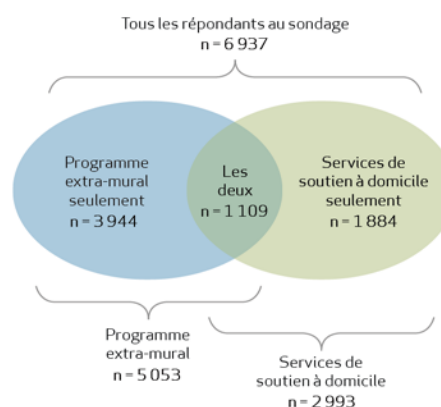 Tous les répondants au sondage
n = 6 937
Programme
extra-mural
seulement
n = 3 944
Les
deux
n = 1 109
Services de
soutien à domicile
seulement
n = 1 884
Programme
extra-mural
n = 5 053
Services de
soutien à domicile
n = 2 993